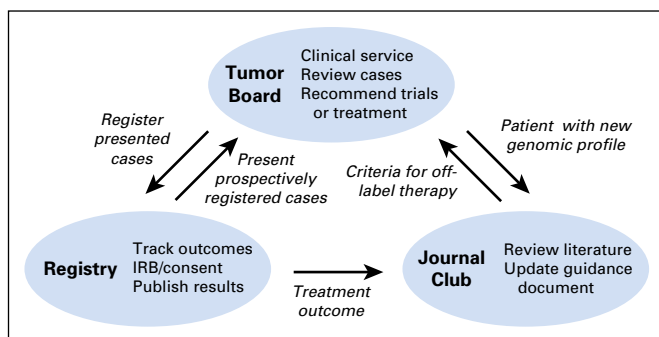 Tumor
Board
Clinical service
Review cases
Recommend trials
or treatment
Register
presented
cases
Present
prospectively
registered cases
Criteria for off-
label therapy
Patient with new
genomic profile
Registry
Track outcomes
IRB/consent
Publish results
Treatment
outcome
Journal
Club
Review literature
Update guidance
document